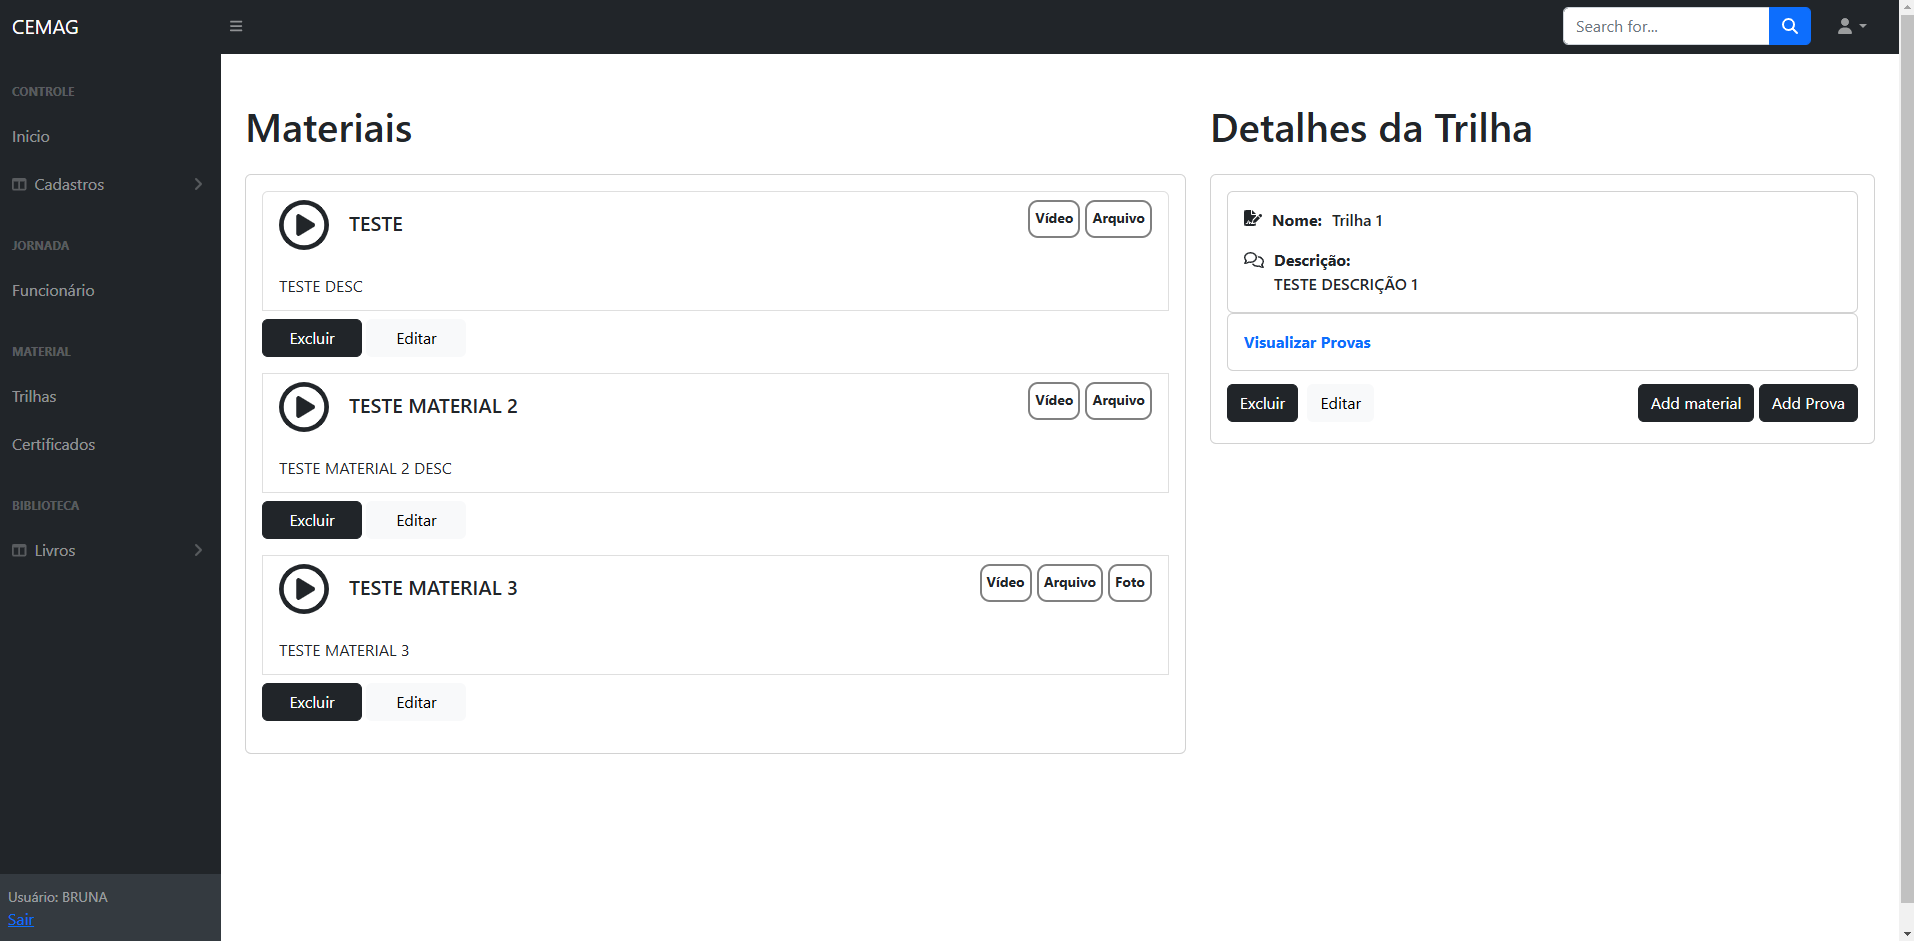 CEMAG
Search for...
CONTROLE
Inicio
Cadastros
JORNADA
Funcionário
MATERIAL
Trilhas
Certificados
BIBLIOTECA
Livros
Usuário: BRUNA
Sair
Materiais
TESTE
Vídeo Arquivo
TESTE DESC
Excluir Editar
TESTE MATERIAL 2
Vídeo Arquivo
TESTE MATERIAL 2 DESC
Excluir Editar
TESTE MATERIAL 3
Vídeo Arquivo Foto
TESTE MATERIAL 3
Excluir Editar
Detalhes da Trilha
Nome: Trilha 1
Descrição:
TESTE DESCRIÇÃO 1
Visualizar Provas
Excluir Editar Add material Add Prova